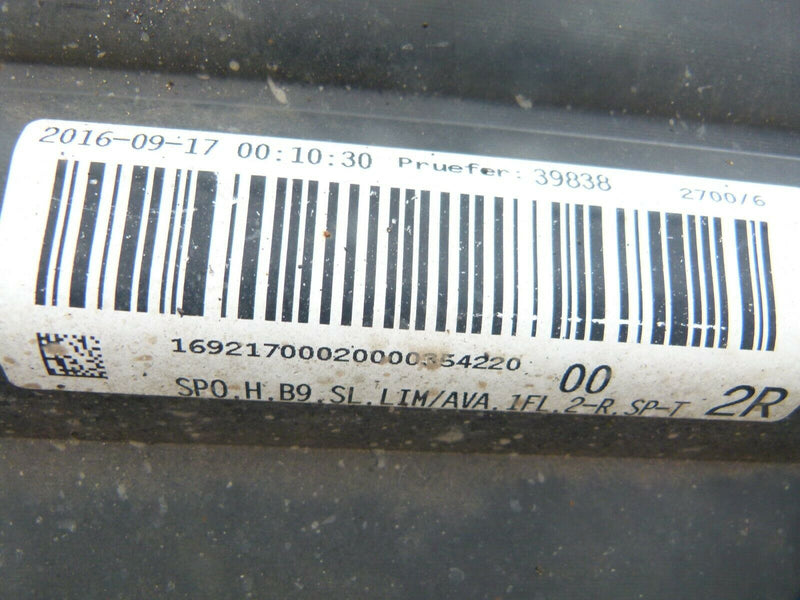 2016-09-17 00:10:30 Pruefer: 39838 2700/6
16921700020000354220 00
SPO.H.B9.SL.LIM/AVA.1FL.2-R.SP-T 2R